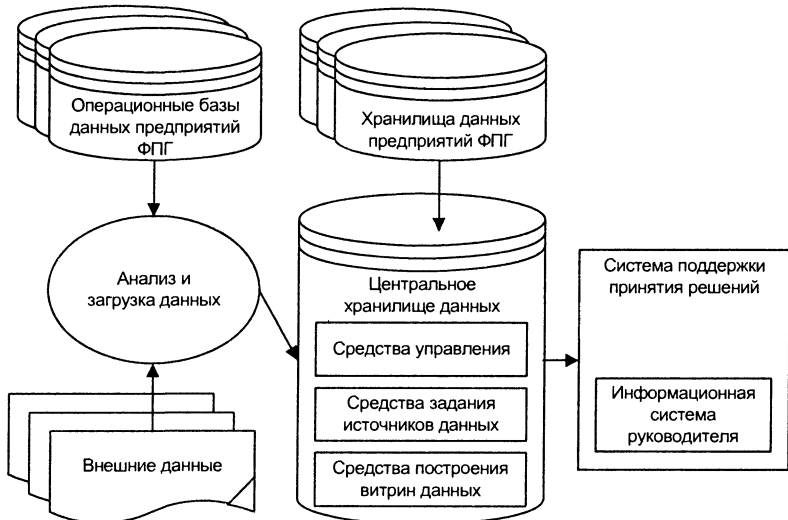 Операционные базы
данных предприятий
ФПГ
Хранилища данных
предприятий ФПГ
Анализ и
загрузка данных
Центральное
хранилище данных
Средства управления
Средства задания
источников данных
Средства построения
витрин данных
Система поддержки
принятия решений
Информационная
система
руководителя
Внешние данные